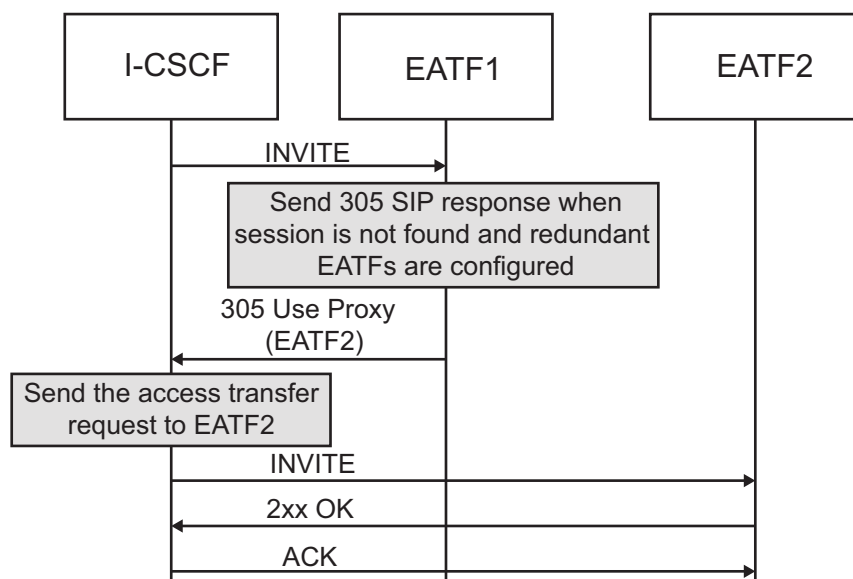 I-CSCF
EATF1
EATF2
INVITE
Send 305 SIP response when
session is not found and redundant
EATFs are configured
305 Use Proxy
(EATF2)
Send the access transfer
request to EATF2
INVITE
2xx OK
ACK